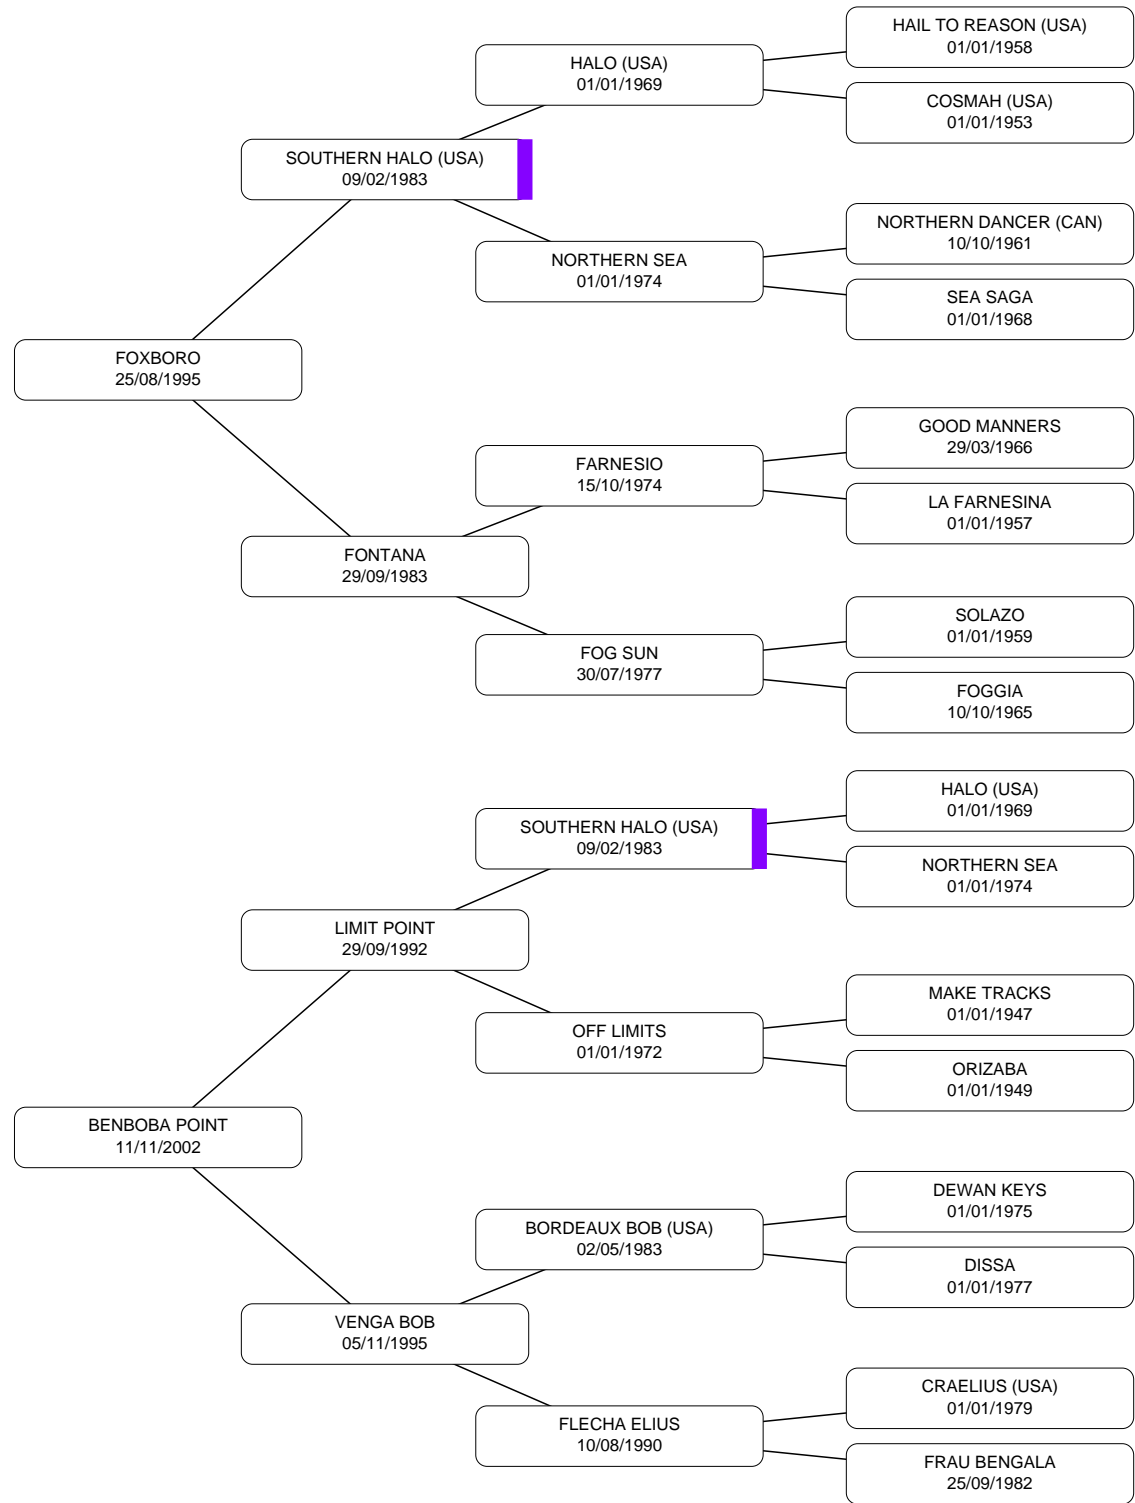 HAIL TO REASON (USA)
01/01/1958
HALO (USA)
01/01/1969
COSMAH (USA)
01/01/1953
SOUTHERN HALO (USA)
09/02/1983
NORTHERN DANCER (CAN)
10/10/1961
NORTHERN SEA
01/01/1974
SEA SAGA
01/01/1968
FOXBORO
25/08/1995
GOOD MANNERS
29/03/1966
FARNESIO
15/10/1974
LA FARNESINA
01/01/1957
FONTANA
29/09/1983
SOLAZO
01/01/1959
FOG SUN
30/07/1977
FOGGIA
10/10/1965
HALO (USA)
01/01/1969
SOUTHERN HALO (USA)
09/02/1983
NORTHERN SEA
01/01/1974
LIMIT POINT
29/09/1992
MAKE TRACKS
01/01/1947
OFF LIMITS
01/01/1972
ORIZABA
01/01/1949
BENBOBA POINT
11/11/2002
DEWAN KEYS
01/01/1975
BORDEAUX BOB (USA)
02/05/1983
DISSA
01/01/1977
VENGA BOB
05/11/1995
CRAELIUS (USA)
01/01/1979
FLECHA ELIUS
10/08/1990
FRAU BENGALA
25/09/1982